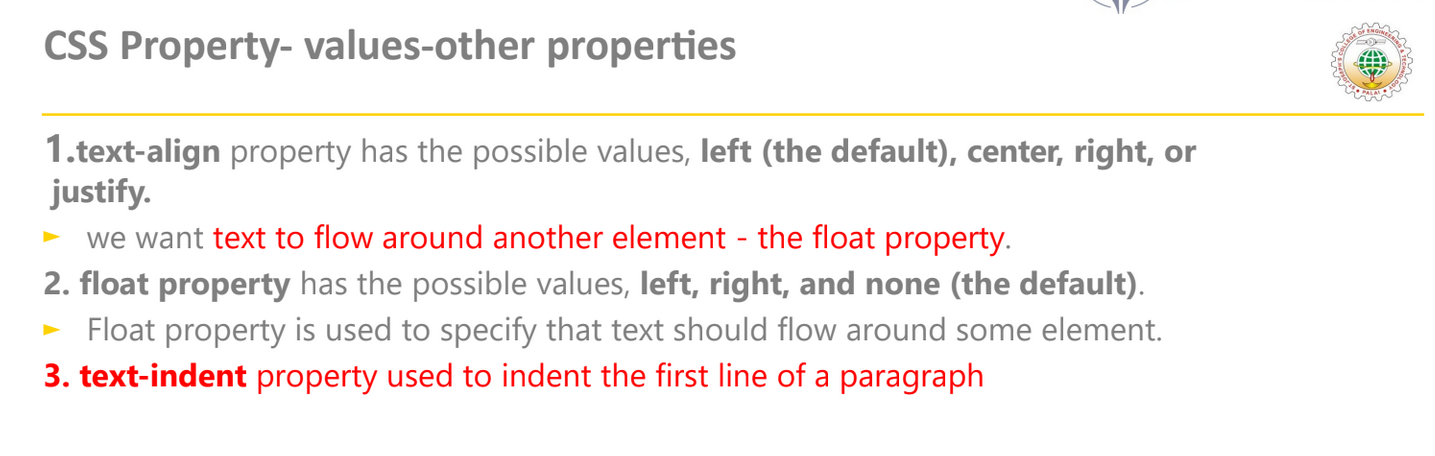 CSS Property- values-other properties
1.text-align property has the possible values, left (the default), center, right, or
justify.
► we want text to flow around another element - the float property.
2. float property has the possible values, left, right, and none (the default).
► Float property is used to specify that text should flow around some element.
3. text-indent property used to indent the first line of a paragraph